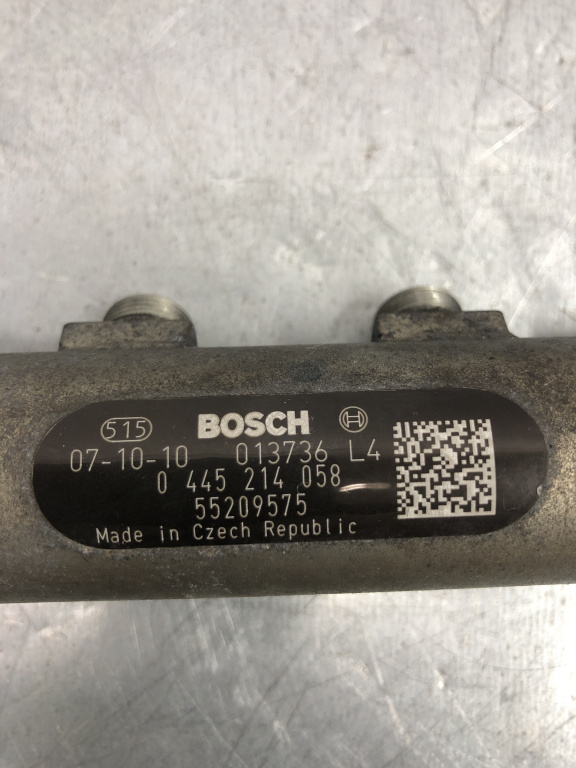 515 BOSCH
07-10-10 013736 L4
0 445 214 058
55209575
Made in Czech Republic